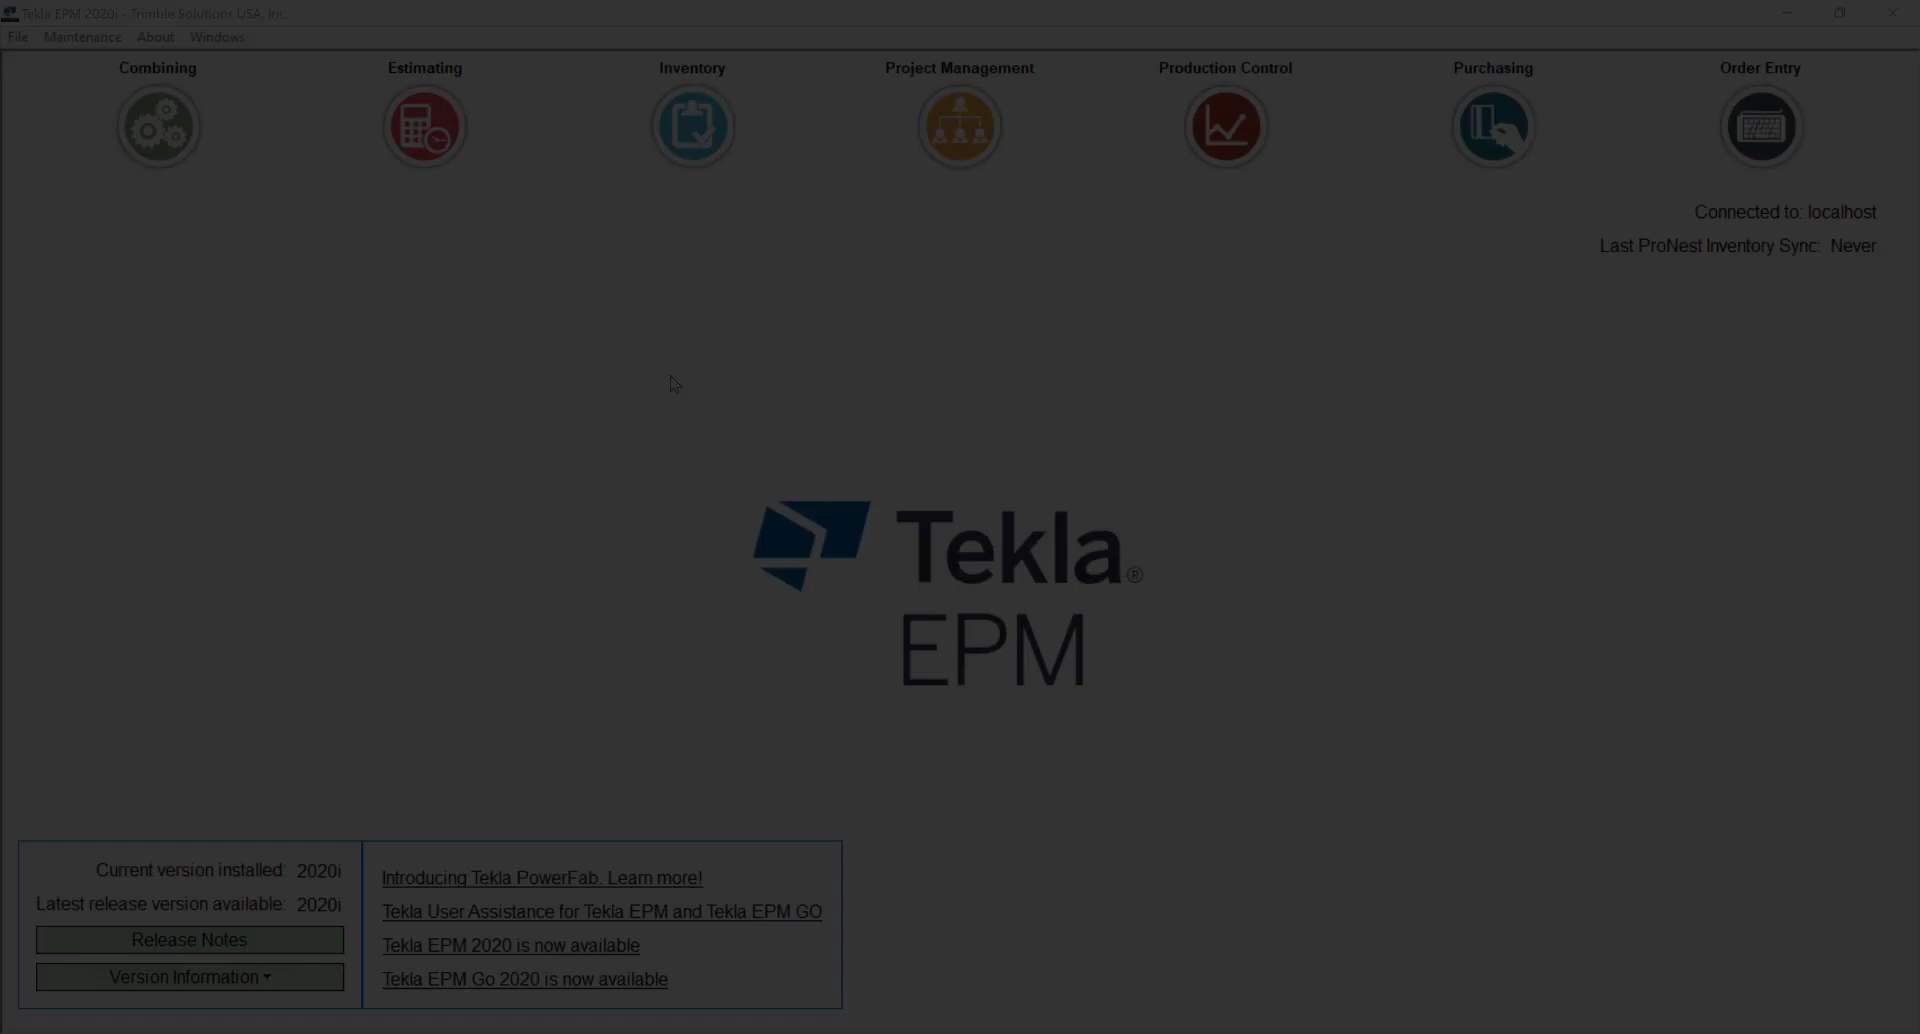 Tekla EPM 2020i - Trimble Solutions USA, Inc.
File Maintenance About Windows
Combining Estimating Inventory Project Management Production Control Purchasing Order Entry
Connected to: localhost
Last ProNest Inventory Sync: Never
Tekla®
EPM
Current version installed: 2020i
Latest release version available: 2020i
Release Notes
Version Information
Introducing Tekla PowerFab. Learn more!
Tekla User Assistance for Tekla EPM and Tekla EPM GO
Tekla EPM 2020 is now available
Tekla EPM Go 2020 is now available